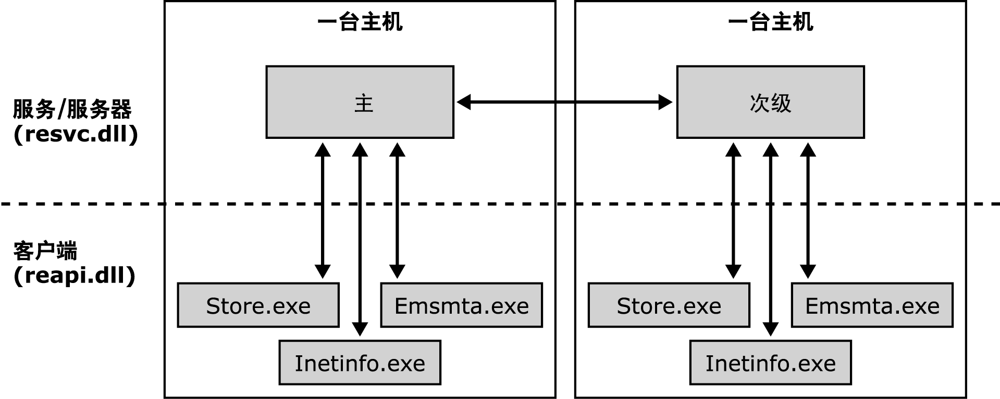 一台主机
一台主机
服务/服务器
(resvc.dll)
主
次级
客户端
(reapi.dll)
Store.exe
Emsmta.exe
Inetinfo.exe
Store.exe
Emsmta.exe
Inetinfo.exe